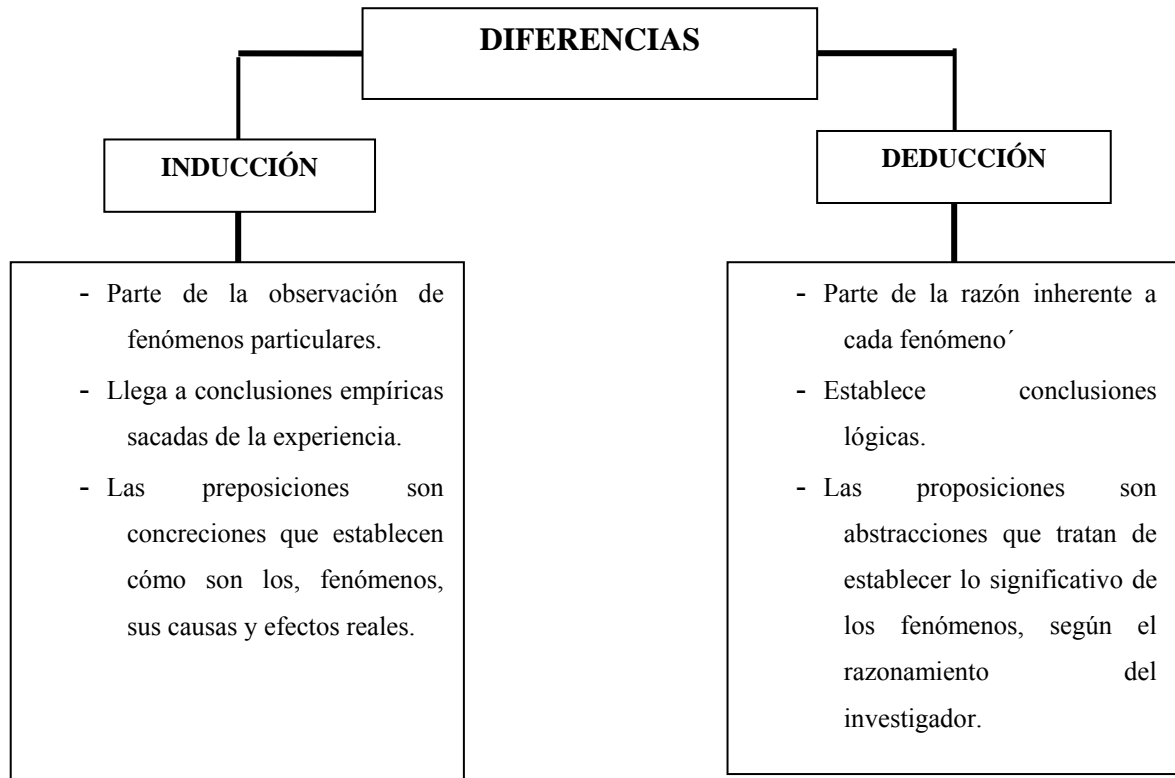 DIFERENCIAS
INDUCCIÓN
- Parte de la observación de
fenómenos particulares.
- Llega a conclusiones empíricas
sacadas de la experiencia.
- Las preposiciones son
concreciones que establecen
cómo son los, fenómenos,
sus causas y efectos reales.
DEDUCCIÓN
- Parte de la razón inherente a
cada fenómeno´
- Establece conclusiones
lógicas.
- Las proposiciones son
abstracciones que tratan de
establecer lo significativo de
los fenómenos, según el
razonamiento del
investigador.